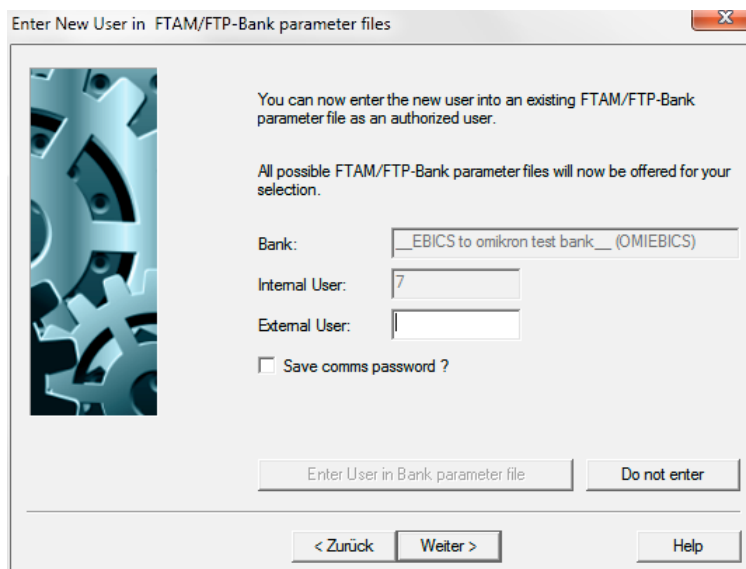 Enter New User in FTAM/FTP-Bank parameter files
You can now enter the new user into an existing FTAM/FTP-Bank
parameter file as an authorized user.
All possible FTAM/FTP-Bank parameter files will now be offered for your
selection.
Bank: __EBICS to omikron test bank__ (OMIEBICS)
Internal User: 7
External User:
Save comms password ?
Enter User in Bank parameter file Do not enter
< Zurück Weiter > Help